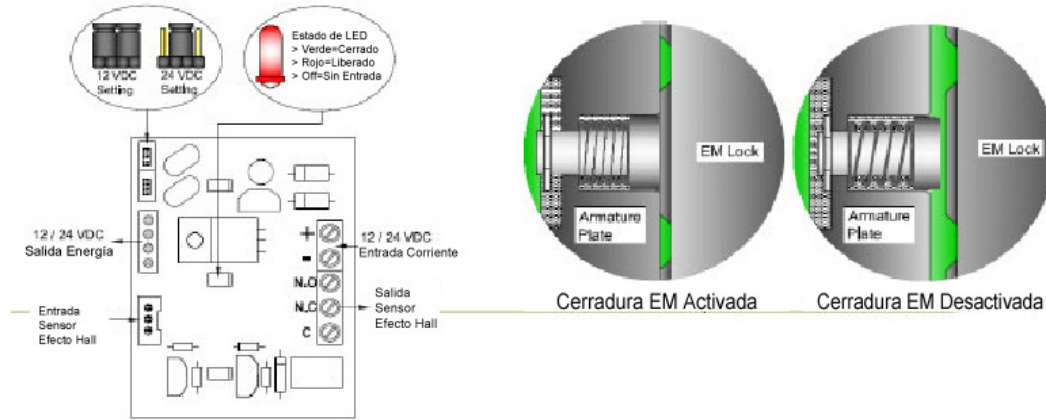 12 VDC
Setting
24 VDC
Setting
Estado de LED
> Verde=Cerrado
> Rojo=Liberado
> Off=Sin Entrada
12 / 24 VDC
Salida Energía
+
12 / 24 VDC
-
Entrada Corriente
N.O
N.C
C
Salida
Sensor
Efecto Hall
Entrada
Sensor
Efecto Hall
EM Lock
Armature
Plate
Cerradura EM Activada
EM Lock
Armature
Plate
Cerradura EM Desactivada